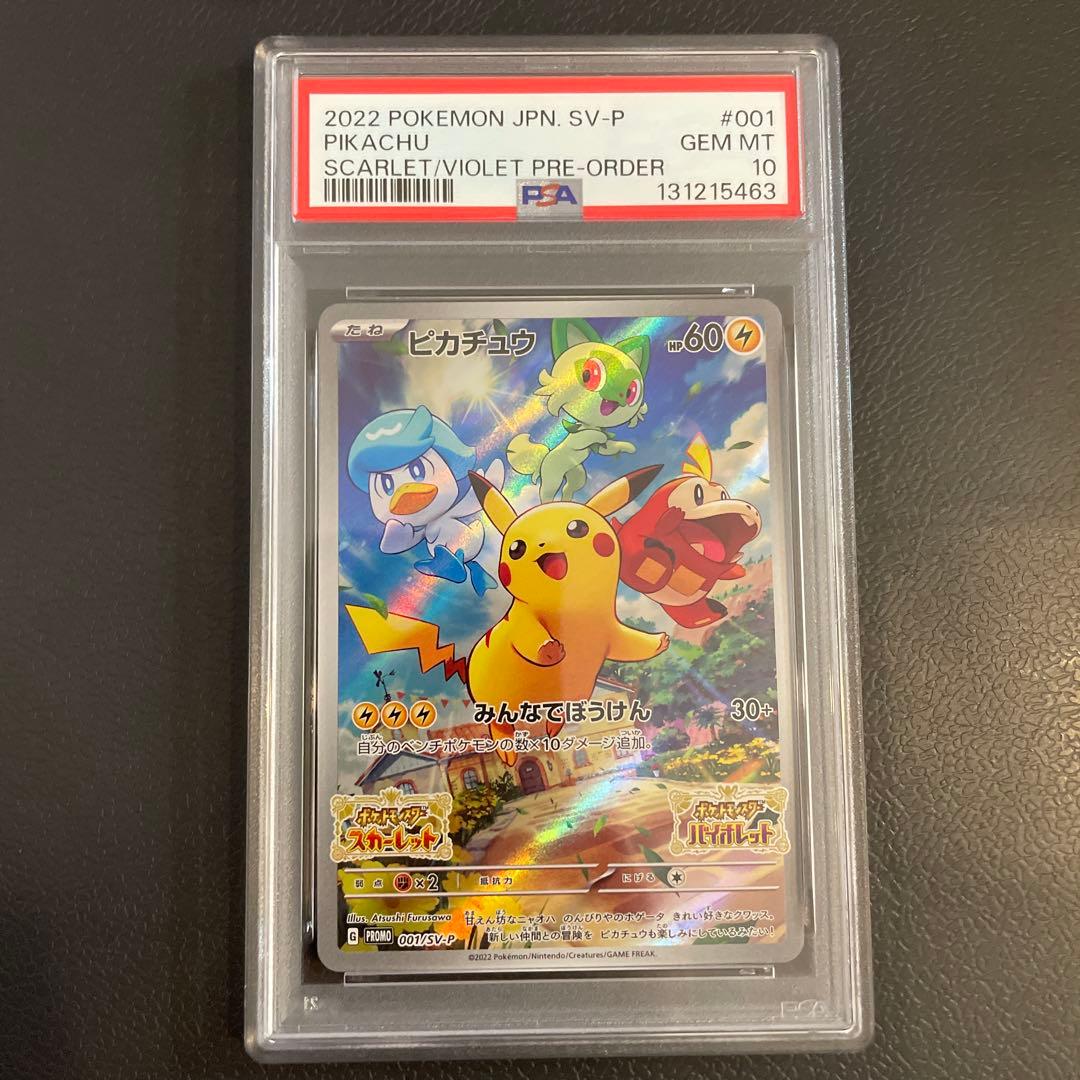 2022 POKEMON JPN. SV-P #001
PIKACHU GEM MT
SCARLET/VIOLET PRE-ORDER 10
PSA 131215463
たね ピカチュウ HP60
みんなでぼうけん 30+
自分のベンチポケモンの数×10ダメージ追加。
ポケットモンスター スカーレット
ポケットモンスター バイオレット
弱点 ×2 抵抗力 にげる
Illus. Atsushi Furusawa
甘えん坊なニャオハ のんびりやのホゲータ きれい好きなクワッス。
新しい仲間との冒険を ピカチュウも楽しみにしているみたい!
G PROMO 001/SV-P
©2022 Pokémon/Nintendo/Creatures/GAME FREAK.
PSA